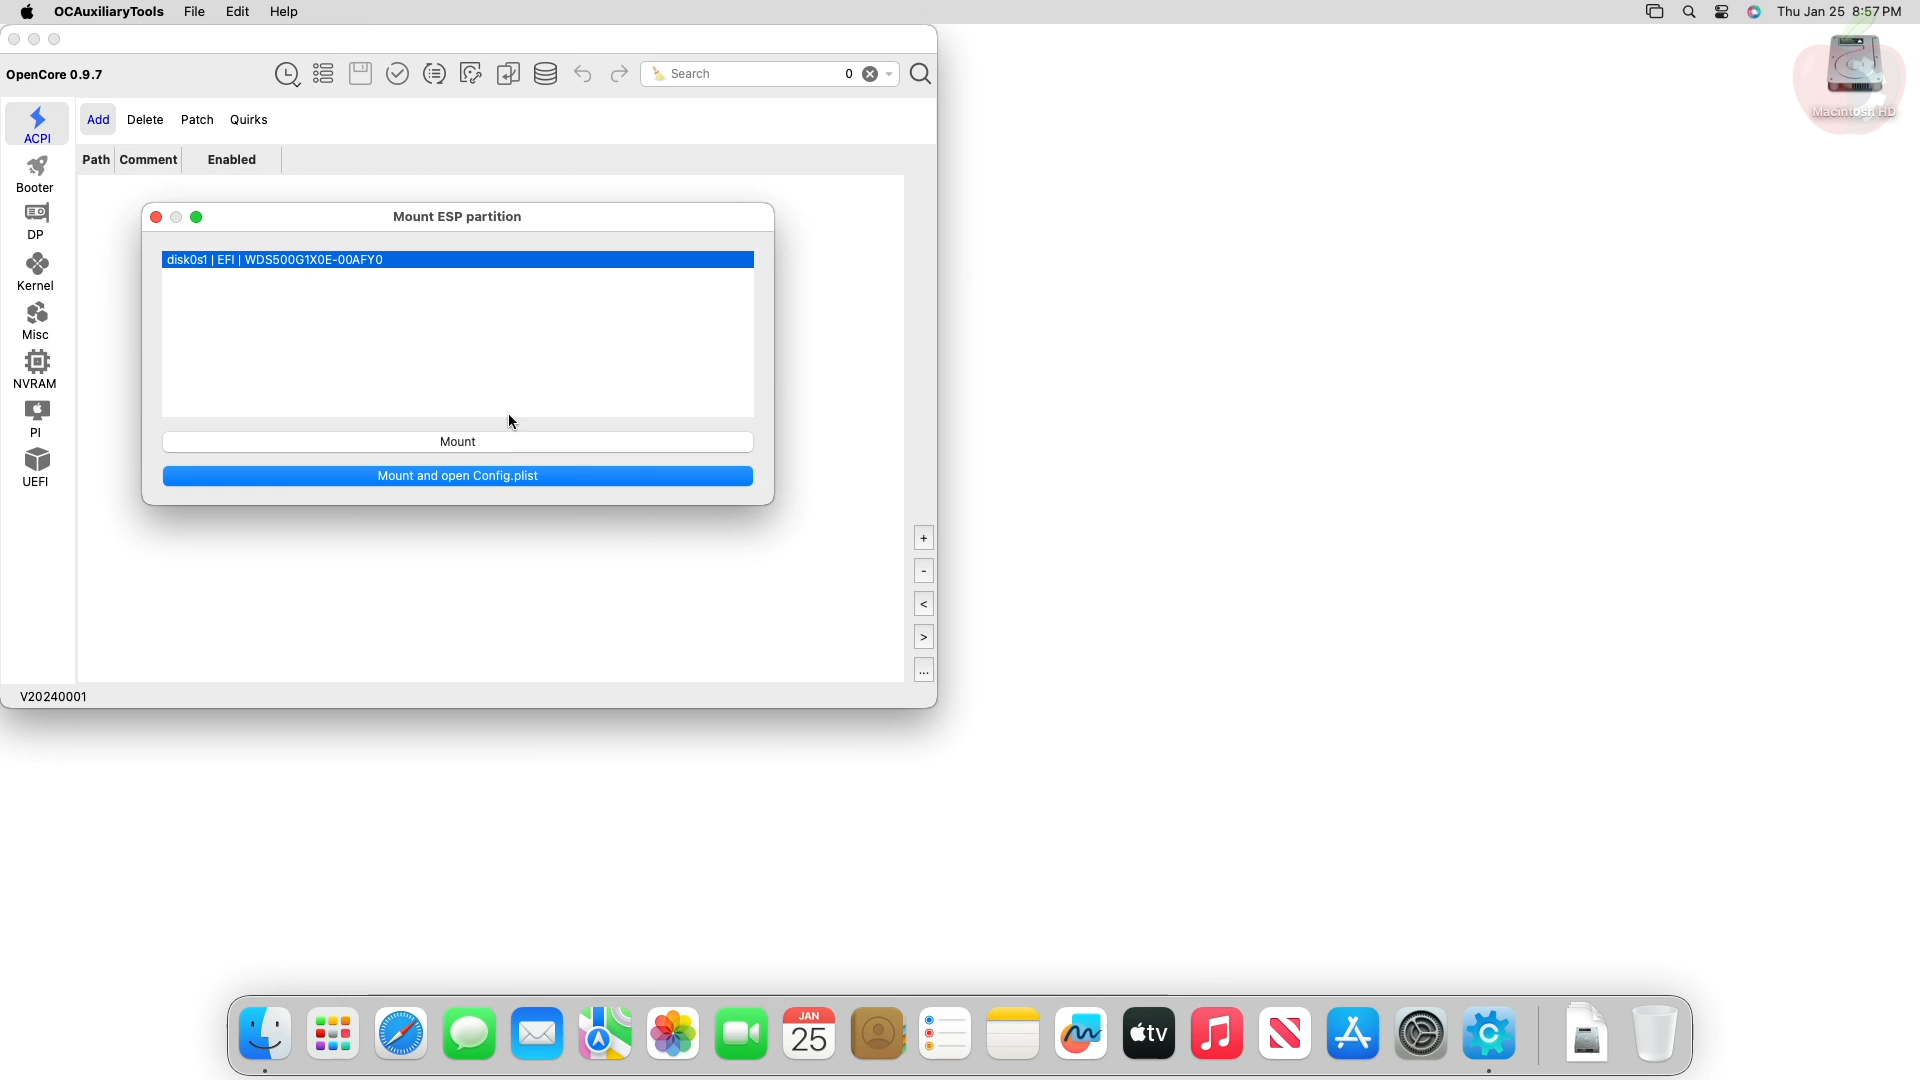 OCAuxiliaryTools File Edit Help Thu Jan 25 8:57 PM
OpenCore 0.9.7 Search 0
Macintosh HD
ACPI
Booter
DP
Kernel
Misc
NVRAM
PI
UEFI
Add Delete Patch Quirks
Path Comment Enabled
Mount ESP partition
disk0s1 | EFI | WDS500G1X0E-00AFY0
Mount
Mount and open Config.plist
+
-
<
>
...
V20240001
JAN
25
tv